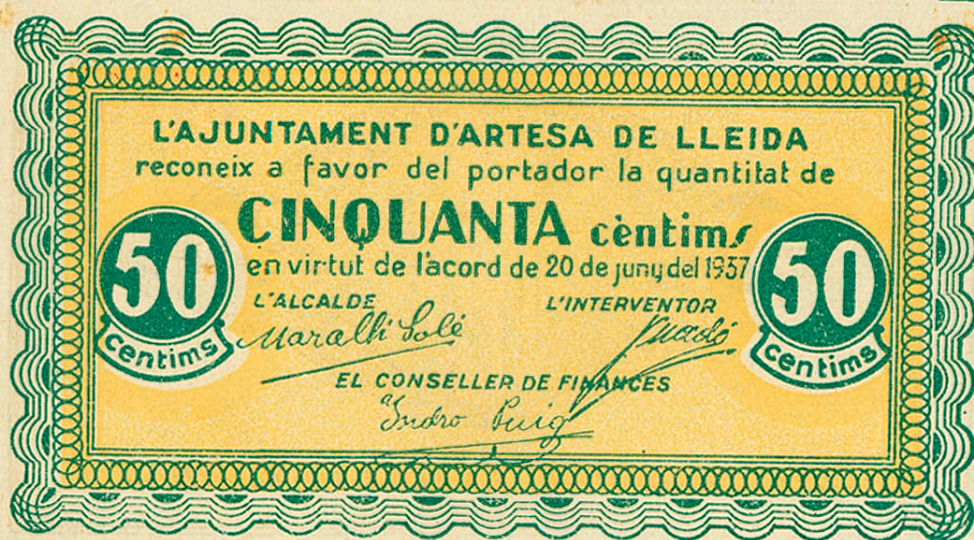 L'AJUNTAMENT D'ARTESA DE LLEIDA
reconeix a favor del portador la quantitat de
CINQUANTA cèntims
en virtut de l'acord de 20 de juny del 1937
50 centims
50 centims
L'ALCALDE
L'INTERVENTOR
Solé
EL CONSELLER DE FINANCES
Isidro Puig